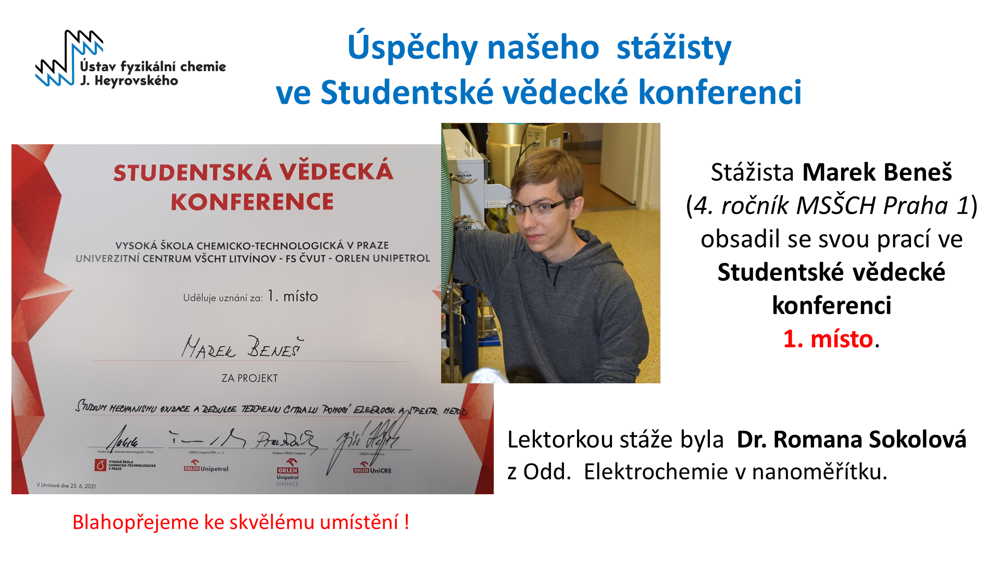 Ústav fyzikální chemie
J. Heyrovského
Úspěchy našeho stážisty
ve Studentské vědecké konferenci
STUDENTSKÁ VĚDECKÁ
KONFERENCE
VYSOKÁ ŠKOLA CHEMICKO-TECHNOLOGICKÁ V PRAZE
UNIVERZITNÍ CENTRUM VŠCHT LITVÍNOV - FS ČVUT - ORLEN UNIPETROL
Uděluje uznání za: 1. místo
MAREK BENEŠ
ZA PROJEKT
STUDIUM MECHANISMU OXIDACE A REDUKCE TERPENU CITRALU POMOCÍ ELEKTROCH. A SPEKTR. METOD
Vysoká škola chemicko-technologická v Praze
ORLEN Unipetrol RPA, s. r. o.
Nadace ORLEN Unipetrol
ORLEN UniCRE a.s.
VYSOKÁ ŠKOLA
CHEMICKO-TECHNOLOGICKÁ
V PRAZE
ORLEN Unipetrol
ORLEN
Unipetrol
NADACE
ORLEN UniCRE
V Litvínově dne 25. 6. 2021
Stážista Marek Beneš
(4. ročník MSŠCH Praha 1)
obsadil se svou prací ve
Studentské vědecké
konferenci
1. místo.
Lektorkou stáže byla Dr. Romana Sokolová
z Odd. Elektrochemie v nanoměřítku.
Blahopřejeme ke skvělému umístění !